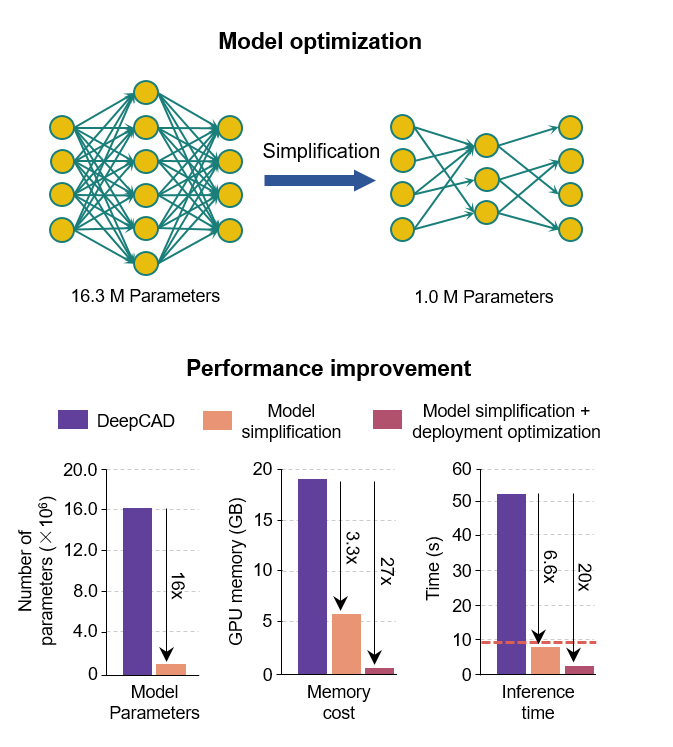 Model optimization
Simplification
16.3 M Parameters
1.0 M Parameters
Performance improvement
DeepCAD
Model
simplification
Model simplification +
deployment optimization
Number of
parameters (×10⁶)
20.0
16.0
12.0
8.0
4.0
0
16x
Model
Parameters
GPU memory (GB)
20
15
10
5
0
3.3x
27x
Memory
cost
Time (s)
60
50
40
30
20
10
0
6.6x
20x
Inference
time